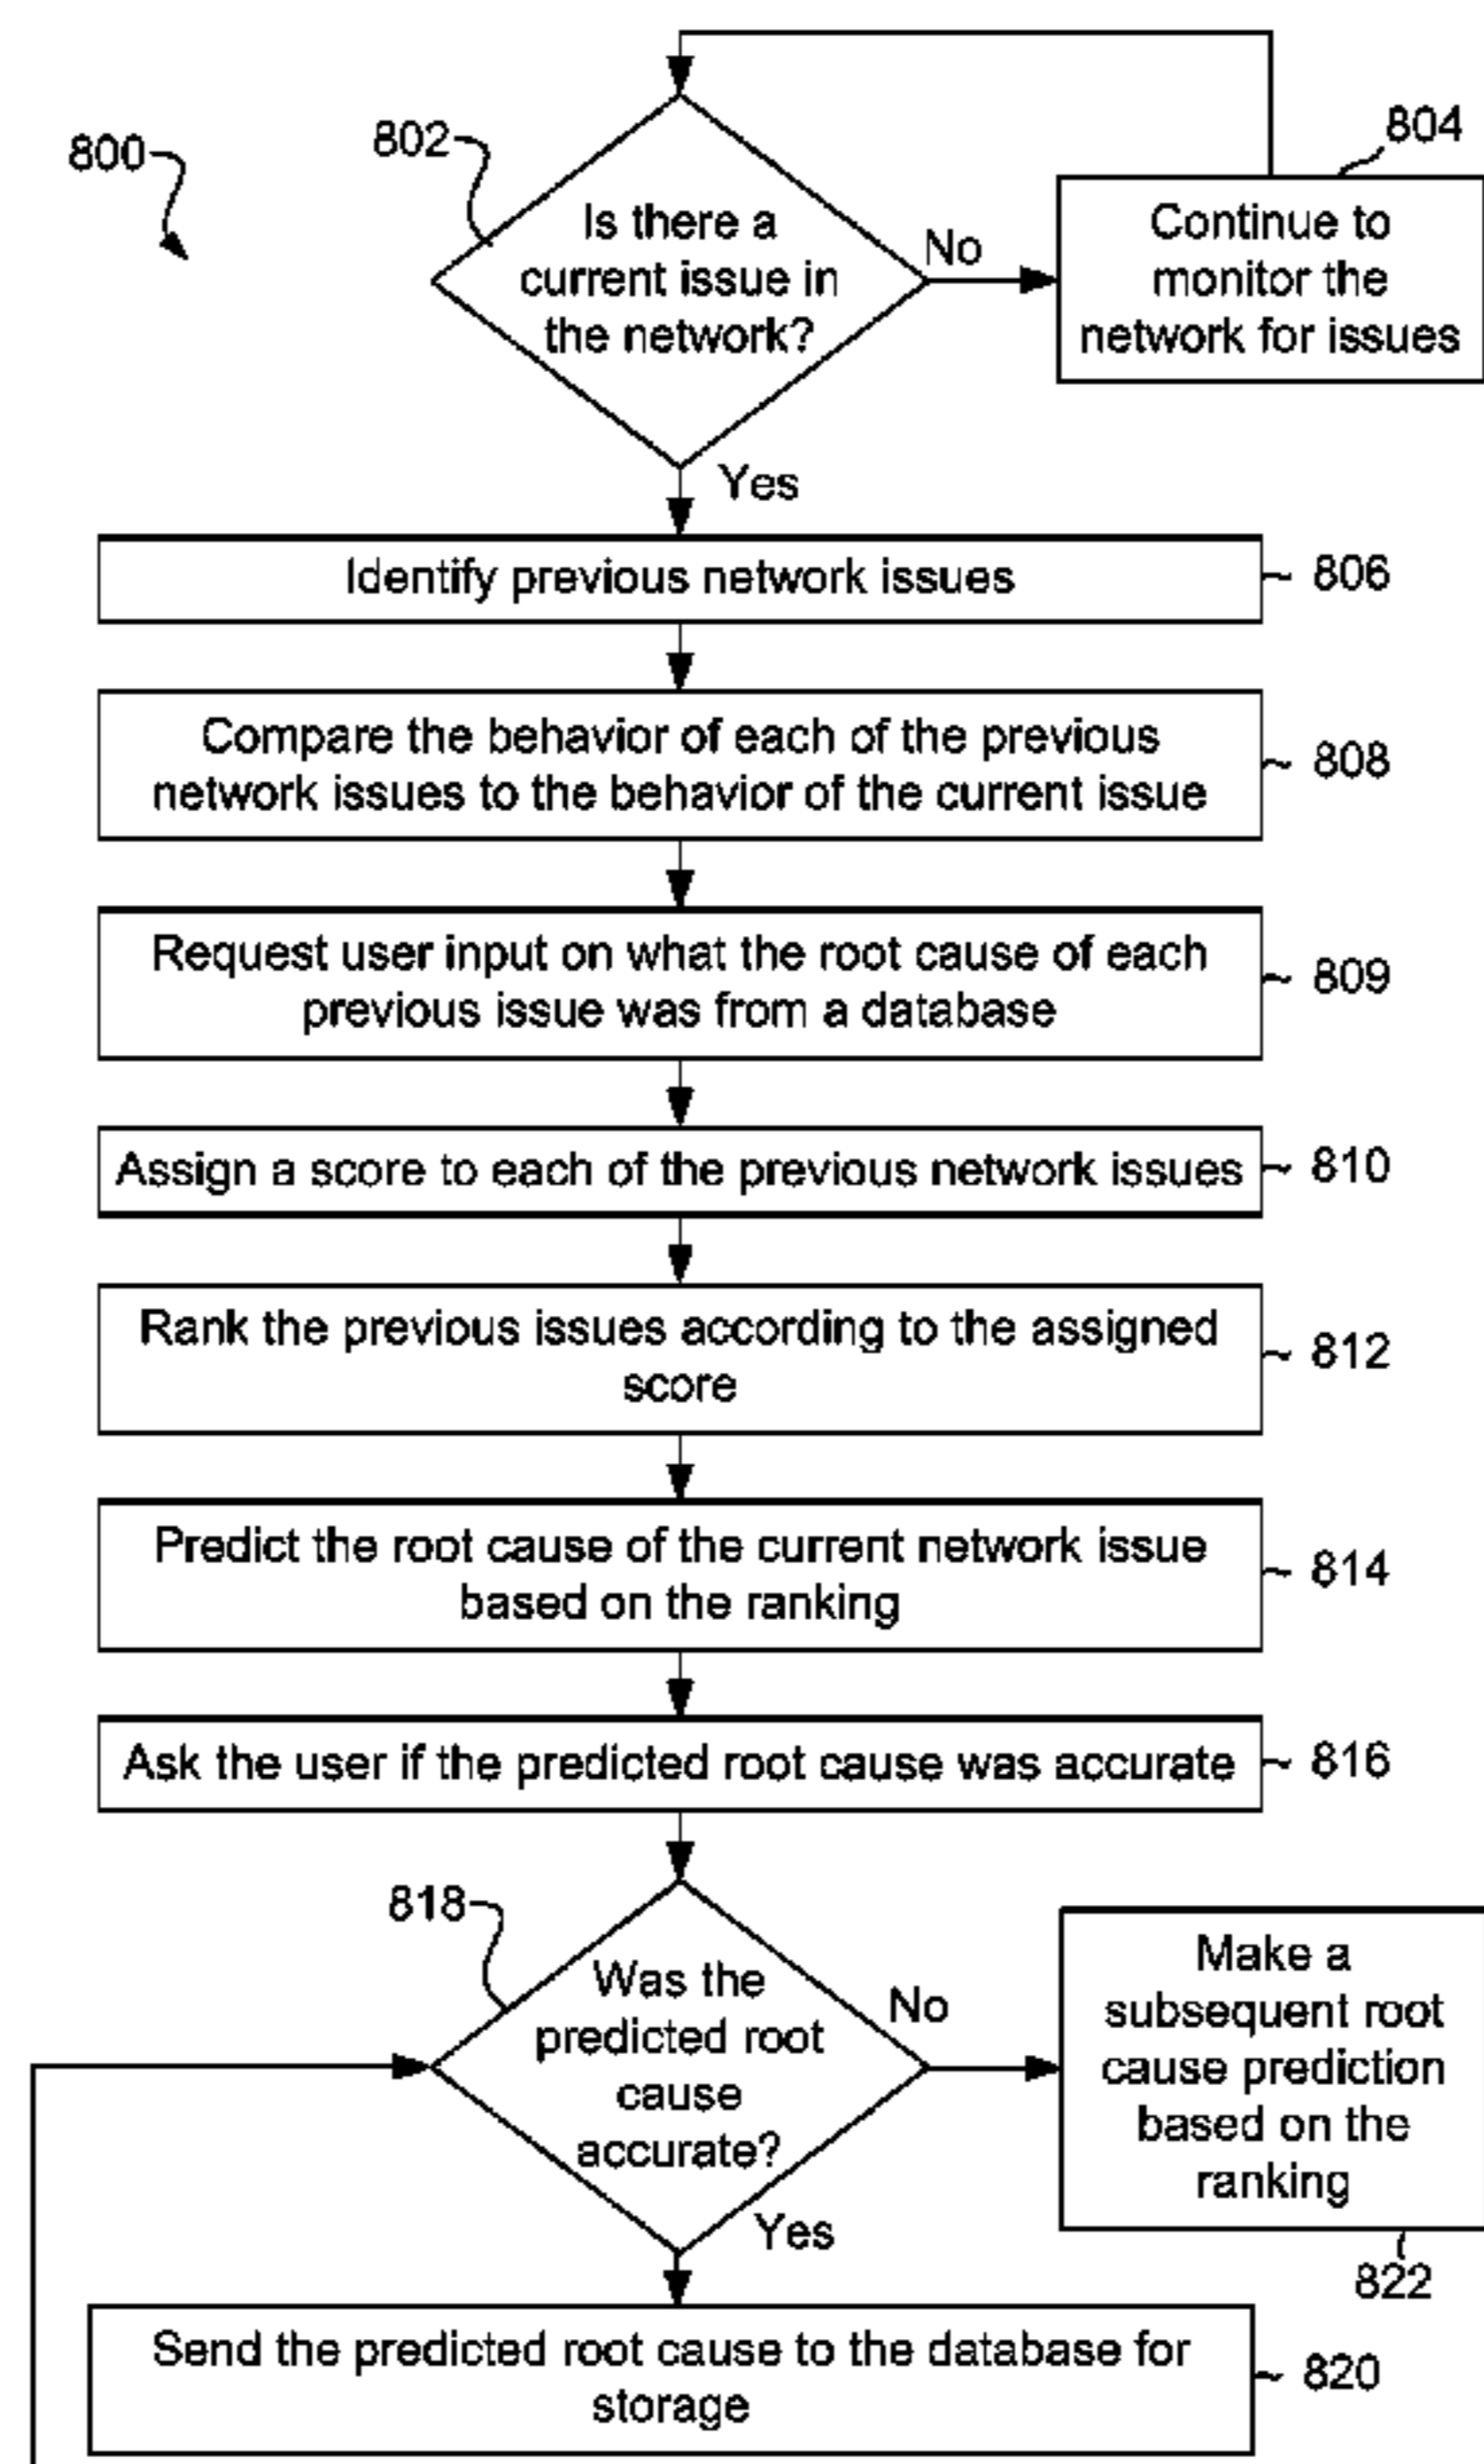 800
802
Is there a
current issue in
the network?
No
804
Continue to
monitor the
network for issues
Yes
Identify previous network issues
806
Compare the behavior of each of the previous
network issues to the behavior of the current issue
808
Request user input on what the root cause of each
previous issue was from a database
809
Assign a score to each of the previous network issues
810
Rank the previous issues according to the assigned
score
812
Predict the root cause of the current network issue
based on the ranking
814
Ask the user if the predicted root cause was accurate
816
818
Was the
predicted root
cause
accurate?
No
Make a
subsequent root
cause prediction
based on the
ranking
822
Yes
Send the predicted root cause to the database for
storage
820